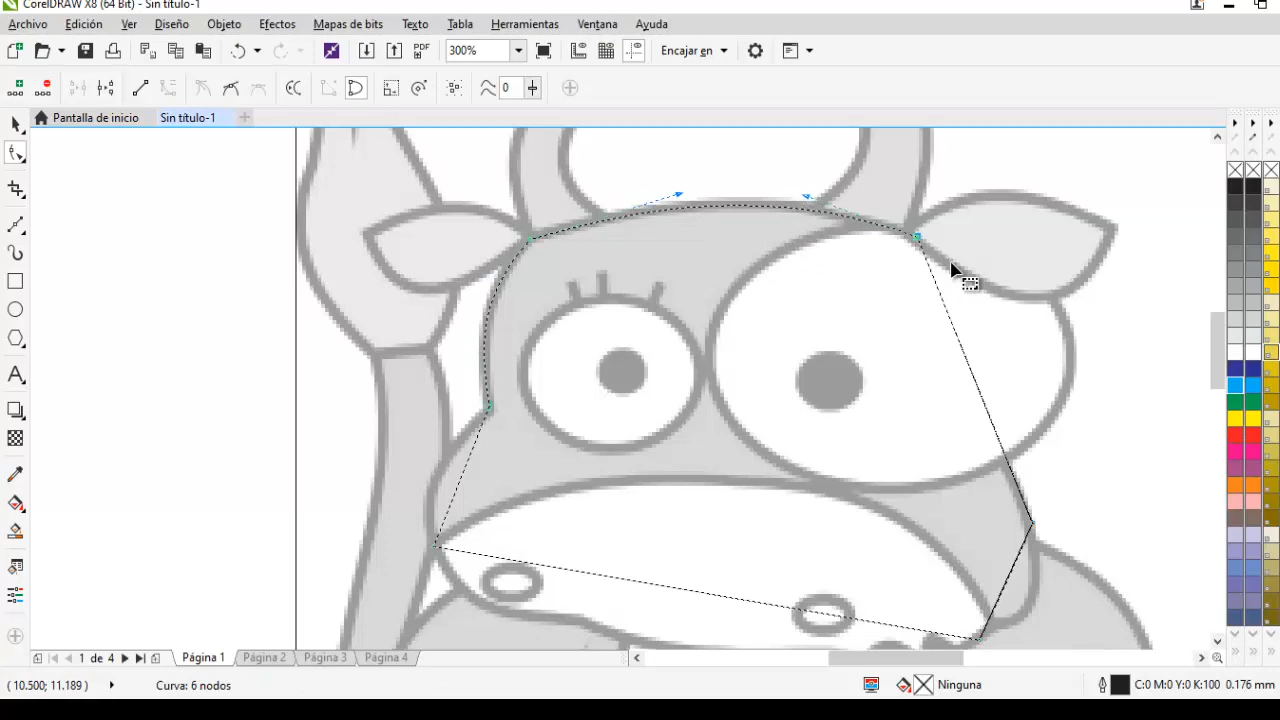 CorelDRAW X8 (64 Bit) - Sin título-1
Archivo Edición Ver Diseño Objeto Efectos Mapas de bits Texto Tabla Herramientas Ventana Ayuda
PDF 300% Encajar en
0
Pantalla de inicio Sin título-1
A
1 de 4 Página 1 Página 2 Página 3 Página 4
( 10.500; 11.189 ) Curva: 6 nodos Ninguna C:0 M:0 Y:0 K:100 0.176 mm